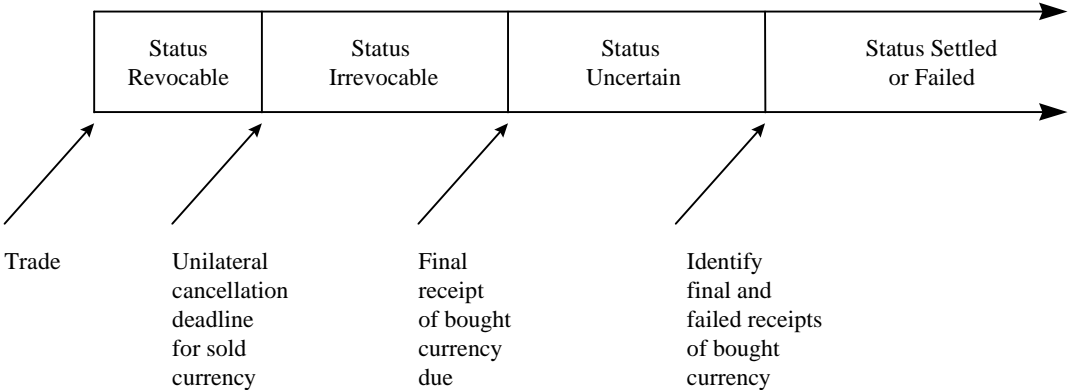 Status
Revocable
Status
Irrevocable
Status
Uncertain
Status Settled
or Failed
Trade
Unilateral
cancellation
deadline
for sold
currency
Final
receipt
of bought
currency
due
Identify
final and
failed receipts
of bought
currency